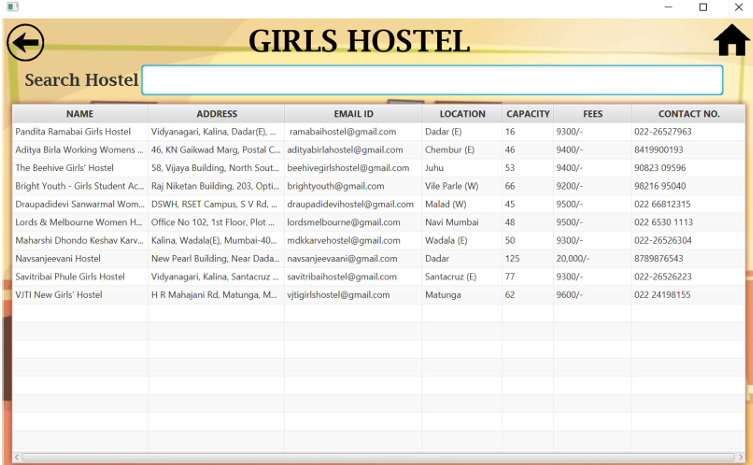 GIRLS HOSTEL
Search Hostel
NAME ADDRESS EMAIL ID LOCATION CAPACITY FEES CONTACT NO.
Pandita Ramabai Girls Hostel Vidyanagari, Kalina, Dadar(E), ... ramabaihostel@gmail.com Dadar (E) 16 9300/- 022-26527963
Aditya Birla Working Womens ... 46, KN Gaikwad Marg, Postal C... adityabirlahostel@gmail.com Chembur (E) 46 9400/- 8419900193
The Beehive Girls' Hostel 58, Vijaya Building, North Sout... beehivegirlshostel@gmail.com Juhu 53 9400/- 90823 09596
Bright Youth - Girls Student Ac... Raj Niketan Building, 203, Opti... brightyouth@gmail.com Vile Parle (W) 66 9200/- 98216 95040
Draupadidevi Sanwarmal Wom... DSWH, RSET Campus, S V Rd, ... draupadidevihostel@gmail.com Malad (W) 45 9500/- 022 66812315
Lords & Melbourne Women H... Office No 102, 1st Floor, Plot ... lordsmelbourne@gmail.com Navi Mumbai 48 9500/- 022 6530 1113
Maharshi Dhondo Keshav Karv... Kalina, Wadala(E), Mumbai-40... mdkkarvehostel@gmail.com Wadala (E) 50 9300/- 022-26526304
Navsanjeevani Hostel New Pearl Building, Near Dada... navsanjeevaani@gmail.com Dadar 125 20,000/- 8789876543
Savitribai Phule Girls Hostel Vidyanagari, Kalina, Santacruz ... savitribaihostel@gmail.com Santacruz (E) 77 9300/- 022-26526223
VJTI New Girls' Hostel H R Mahajani Rd, Matunga, M... vjtigirlshostel@gmail.com Matunga 62 9600/- 022 24198155